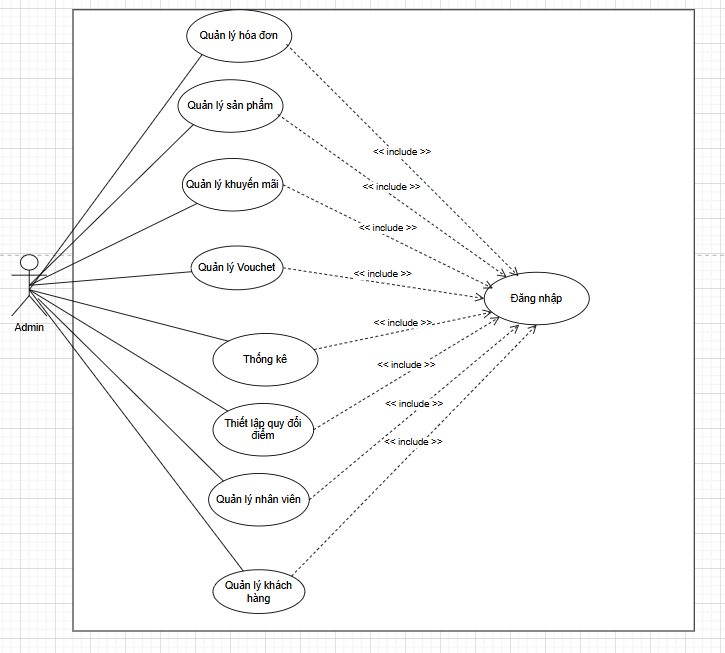 Quản lý hóa đơn
Quản lý sản phẩm
<< include >>
Quản lý khuyến mãi
<< include >>
<< include >>
Quản lý Vouchet
<< include >>
Đăng nhập
Admin
<< include >>
Thống kê
<< include >>
Thiết lập quy đổi
điểm
<< include >>
<< include >>
Quản lý nhân viên
Quản lý khách
hàng